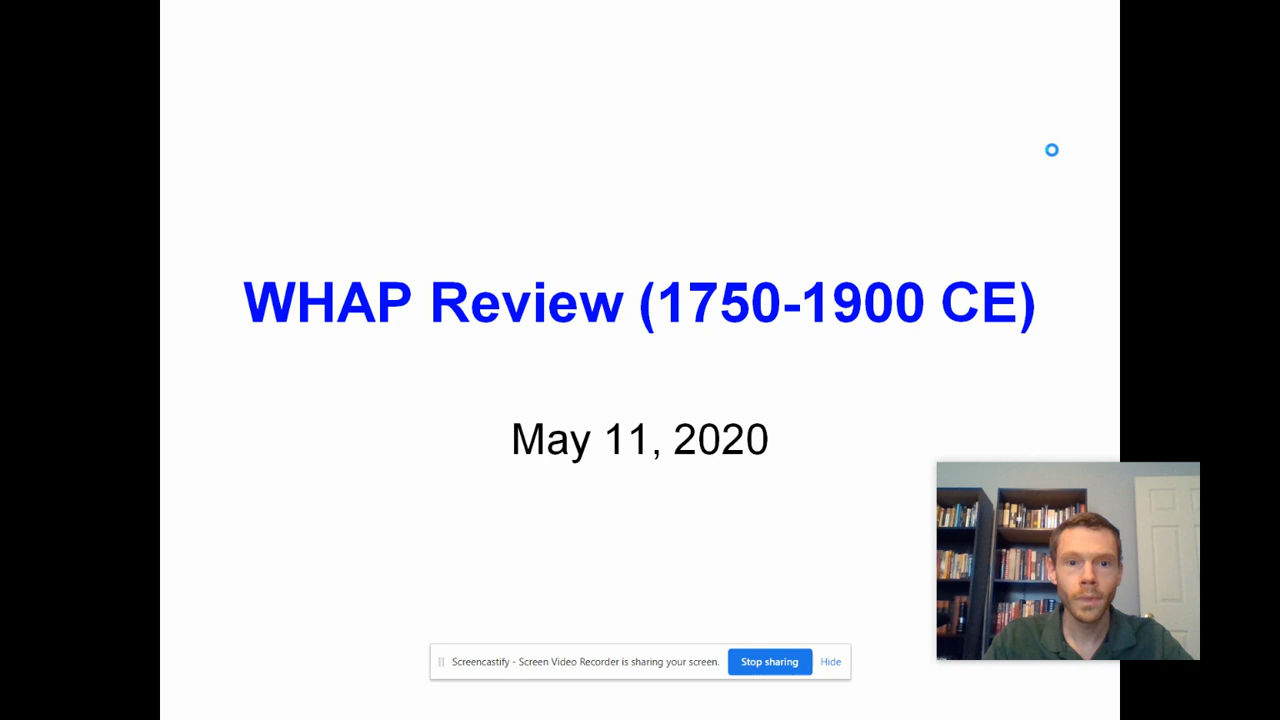 WHAP Review (1750-1900 CE)
May 11, 2020
Screencastify - Screen Video Recorder is sharing your screen. Stop sharing Hide